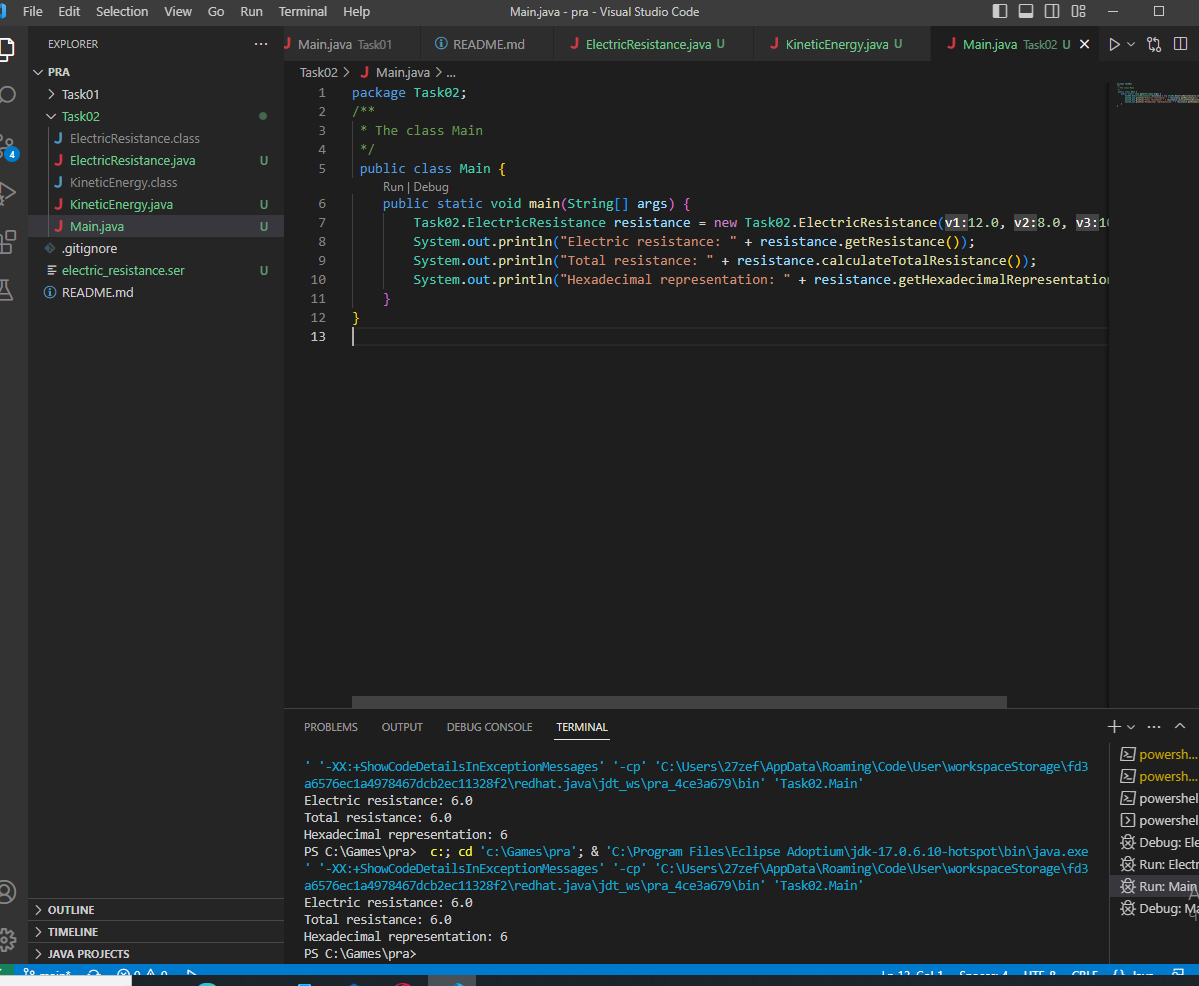 File Edit Selection View Go Run Terminal Help Main.java - pra - Visual Studio Code
EXPLORER
PRA
Task01
Task02
ElectricResistance.class
ElectricResistance.java U
KineticEnergy.class
KineticEnergy.java U
Main.java U
.gitignore
electric_resistance.ser U
README.md
4
OUTLINE
TIMELINE
JAVA PROJECTS
Main.java Task01 README.md ElectricResistance.java U KineticEnergy.java U Main.java Task02 U
Task02 > Main.java > ...
1 package Task02;
2 /**
3 * The class Main
4 */
5 public class Main {
Run | Debug
6 public static void main(String[] args) {
7 Task02.ElectricResistance resistance = new Task02.ElectricResistance(v1:12.0, v2:8.0, v3:10
8 System.out.println("Electric resistance: " + resistance.getResistance());
9 System.out.println("Total resistance: " + resistance.calculateTotalResistance());
10 System.out.println("Hexadecimal representation: " + resistance.getHexadecimalRepresentation
11 }
12 }
13
PROBLEMS OUTPUT DEBUG CONSOLE TERMINAL
' '-XX:+ShowCodeDetailsInExceptionMessages' '-cp' 'C:\Users\27zef\AppData\Roaming\Code\User\workspaceStorage\fd3
a6576ec1a4978467dcb2ec11328f2\redhat.java\jdt_ws\pra_4ce3a679\bin' 'Task02.Main'
Electric resistance: 6.0
Total resistance: 6.0
Hexadecimal representation: 6
PS C:\Games\pra> c:; cd 'c:\Games\pra'; & 'C:\Program Files\Eclipse Adoptium\jdk-17.0.6.10-hotspot\bin\java.exe
' '-XX:+ShowCodeDetailsInExceptionMessages' '-cp' 'C:\Users\27zef\AppData\Roaming\Code\User\workspaceStorage\fd3
a6576ec1a4978467dcb2ec11328f2\redhat.java\jdt_ws\pra_4ce3a679\bin' 'Task02.Main'
Electric resistance: 6.0
Total resistance: 6.0
Hexadecimal representation: 6
PS C:\Games\pra>
powersh...
powersh...
powershell
powershell
Debug: Ele
Run: Electr
Run: Main
Debug: Ma
main* 0 0 Ln 13, Col 1 Spaces: 4 UTF-8 CRLF { } Java